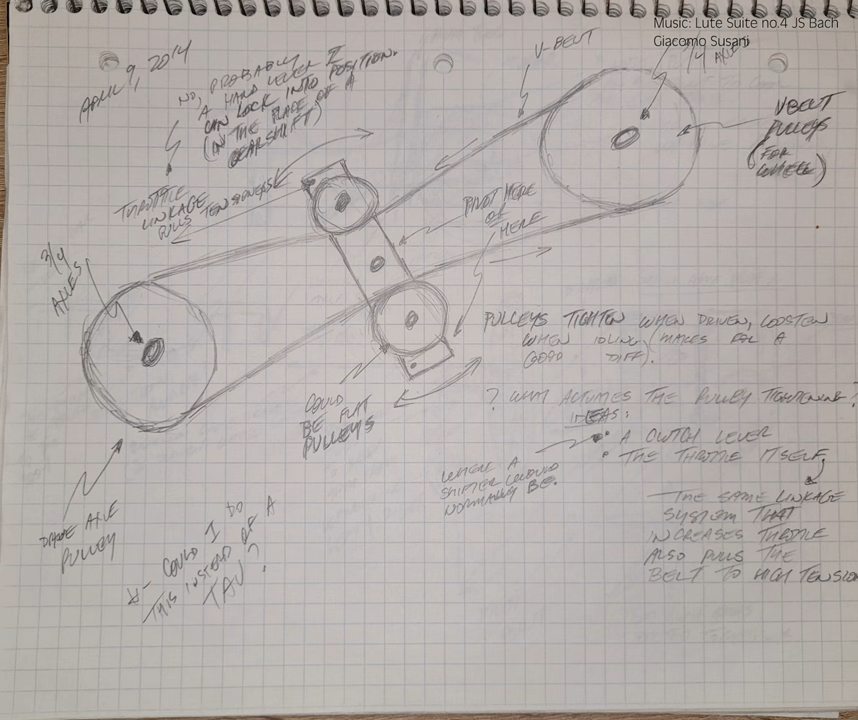 Music: Lute Suite no.4 JS Bach
Giacomo Susani
APRIL 9, 2014
NO, PROBABLY
A HAND LEVER I
CAN LOCK INTO POSITION.
(IN THE PLACE OF A
GEARSHIFT)
V-BELT
3/4
AXLES
V BELT
PULLEYS
(FOR
WHEEL)
THROTTLE
LINKAGE
PULLS TENSIONERS
PIVOT HERE
OR
HERE
3/4
AXLES
PULLEYS TIGHTEN WHEN DRIVEN, LOOSTEN
WHEN IDLING (MAKES FOR A
GOOD DIFF).
COULD
BE FLAT
PULLEYS
? WHAT ACTUATES THE PULLEY TIGHTENING?
IDEAS:
• A CLUTCH LEVER
• THE THROTTLE ITSELF
WHERE A
SHIFTER WOULD
NORMALLY BE.
THE SAME LINKAGE
SYSTEM THAT
INCREASES THROTTLE
ALSO PULLS THE
BELT TO HIGH TENSION
DRIVE AXLE
PULLEY
COULD I DO
THIS INSTEAD OF A
TAV?